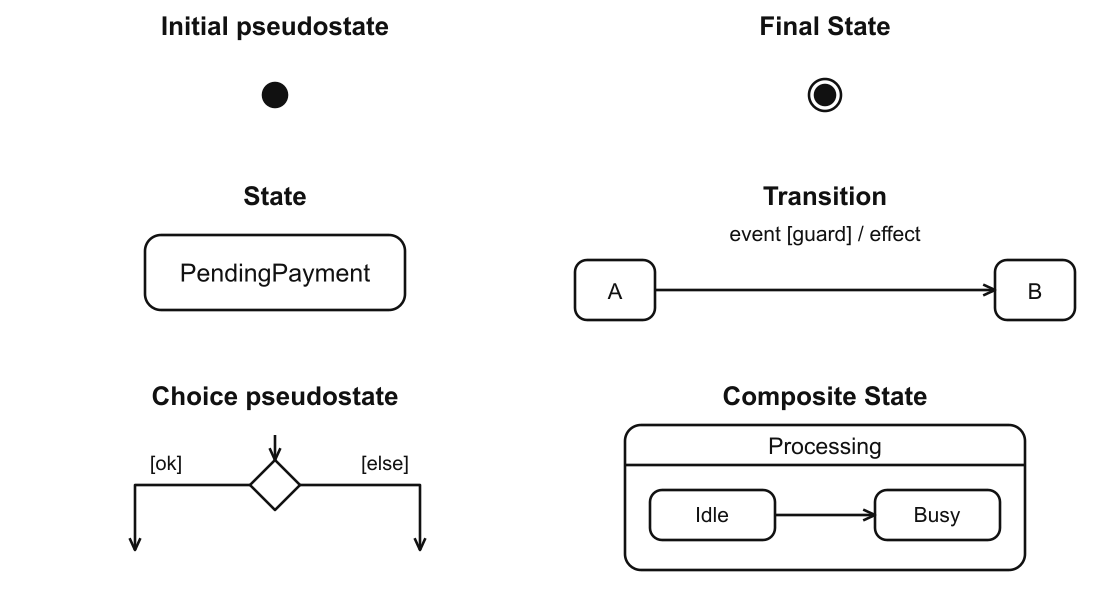 Initial pseudostate
Final State
State
PendingPayment
Transition
event [guard] / effect
A
B
Choice pseudostate
[ok]
[else]
Composite State
Processing
Idle
Busy